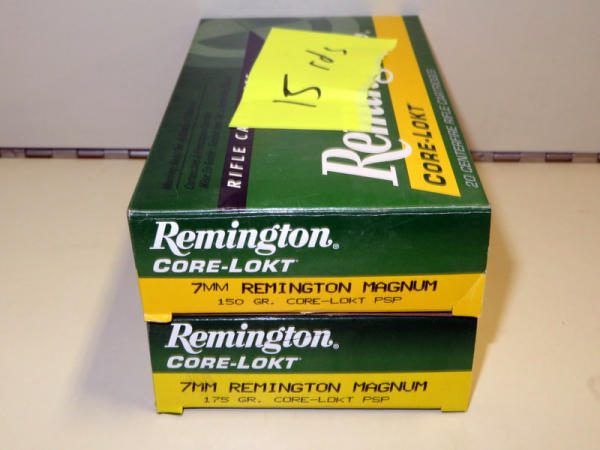 15 rds
Remington
CORE-LOKT
20 CENTERFIRE RIFLE CARTRIDGES
RIFLE CA
Remington®
CORE-LOKT®
7MM REMINGTON MAGNUM
150 GR. CORE-LOKT PSP
Remington®
CORE-LOKT®
7MM REMINGTON MAGNUM
175 GR. CORE-LOKT PSP